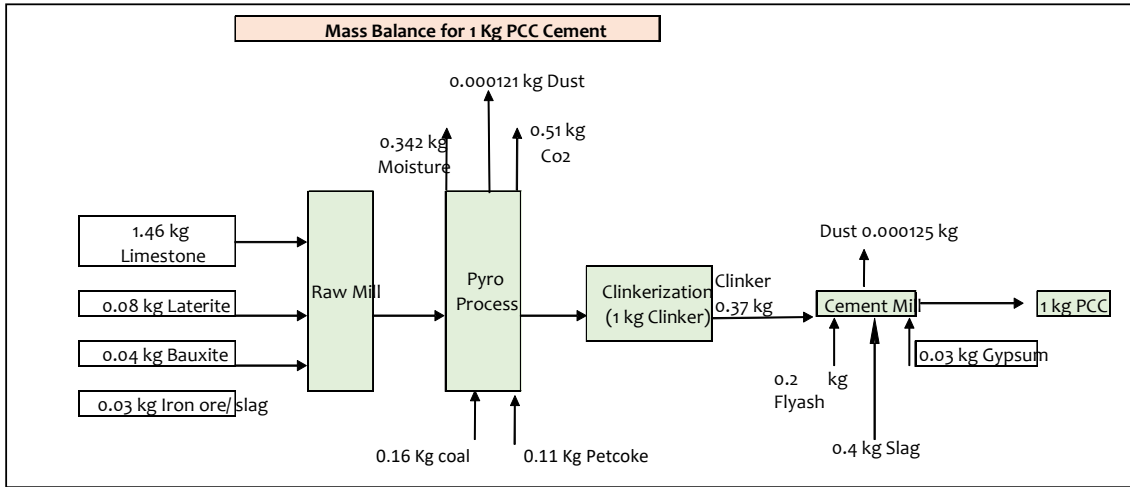 Mass Balance for 1 Kg PCC Cement
0.000121 kg Dust
0.342 kg
Moisture
0.51 kg
Co2
1.46 kg
Limestone
0.08 kg Laterite
0.04 kg Bauxite
0.03 kg Iron ore/ slag
Raw Mill
Pyro
Process
0.16 Kg coal
0.11 Kg Petcoke
Clinkerization
(1 kg Clinker)
Clinker
0.37 kg
Dust 0.000125 kg
Cement Mill
1 kg PCC
0.03 kg Gypsum
0.2 kg
Flyash
0.4 kg Slag